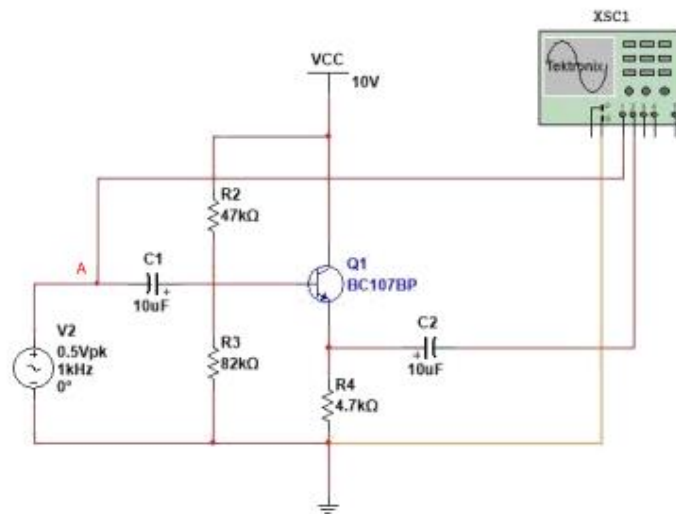 XSC1
Tektronix
VCC
10V
R2
47kΩ
A
C1
10uF
Q1
BC107BP
V2
0.5Vpk
1kHz
0°
R3
82kΩ
C2
10uF
R4
4.7kΩ